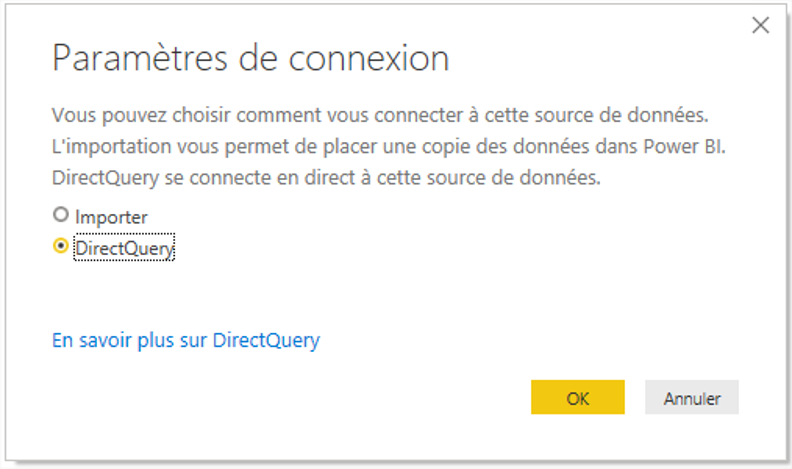 Paramètres de connexion
Vous pouvez choisir comment vous connecter à cette source de données.
L'importation vous permet de placer une copie des données dans Power BI.
DirectQuery se connecte en direct à cette source de données.
Importer
DirectQuery
En savoir plus sur DirectQuery
OK Annuler